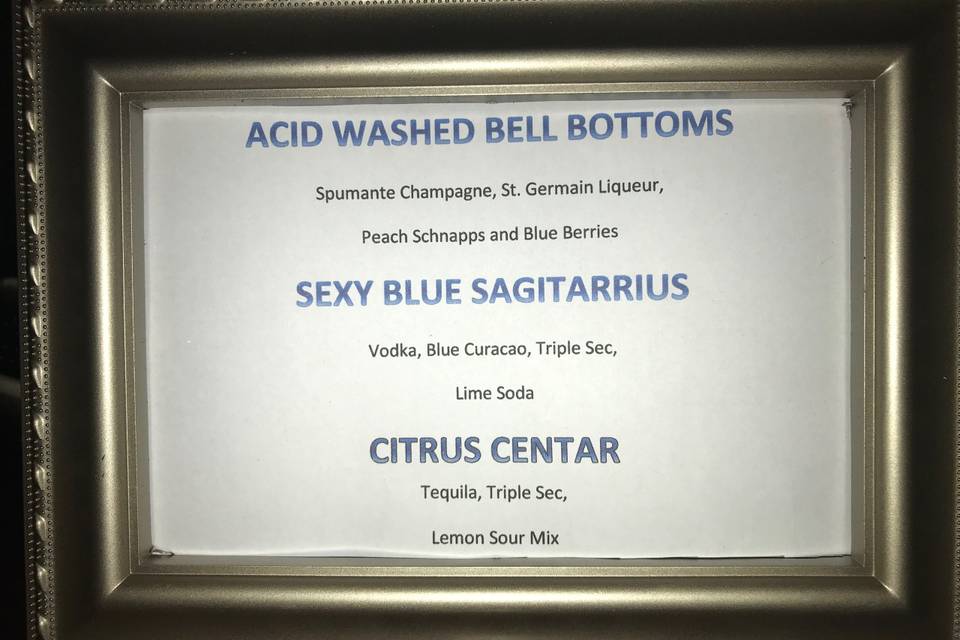 ACID WASHED BELL BOTTOMS
Spumante Champagne, St. Germain Liqueur,
Peach Schnapps and Blue Berries
SEXY BLUE SAGITARRIUS
Vodka, Blue Curacao, Triple Sec,
Lime Soda
CITRUS CENTAR
Tequila, Triple Sec,
Lemon Sour Mix